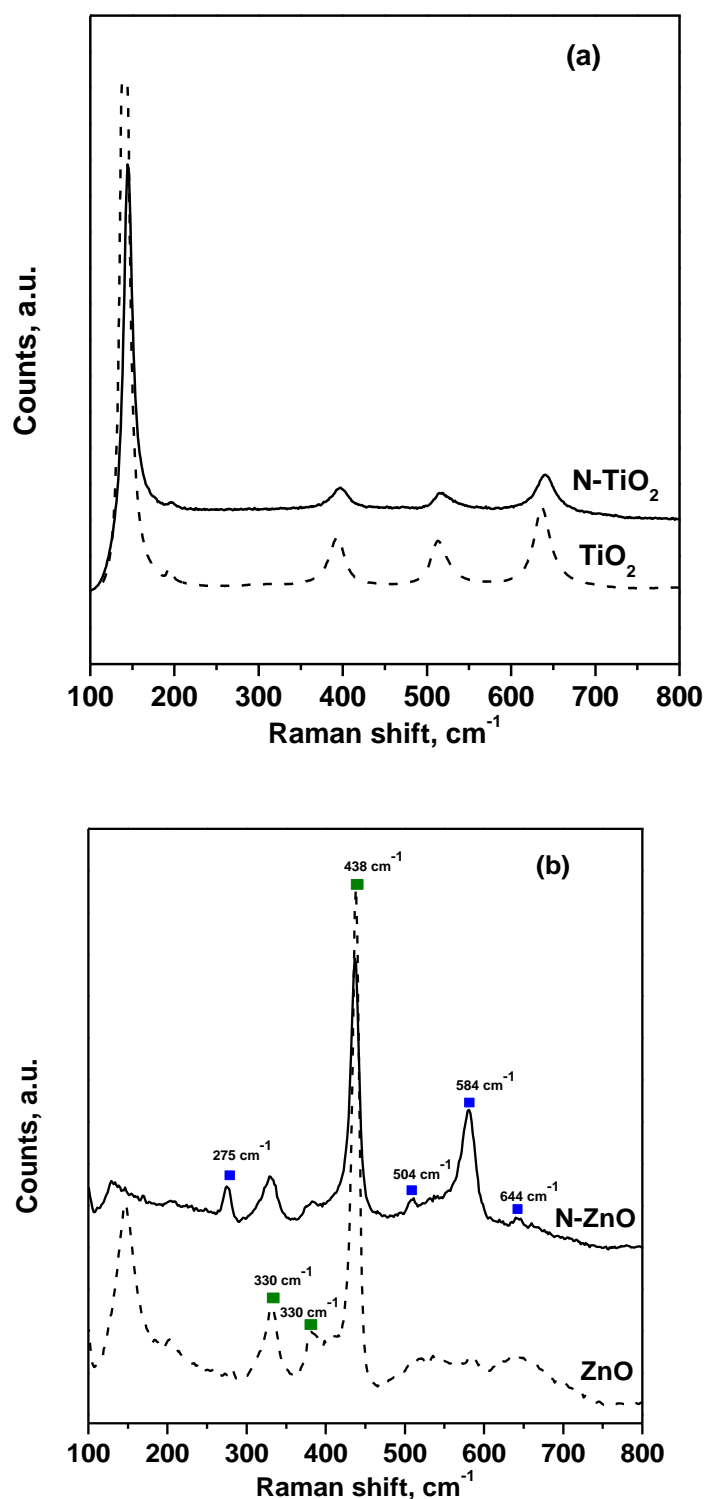 (a)
Counts, a.u.
N-TiO₂
TiO₂
100 200 300 400 500 600 700 800
Raman shift, cm⁻¹
438 cm⁻¹
(b)
Counts, a.u.
584 cm⁻¹
275 cm⁻¹
504 cm⁻¹
644 cm⁻¹
N-ZnO
330 cm⁻¹
330 cm⁻¹
ZnO
100 200 300 400 500 600 700 800
Raman shift, cm⁻¹